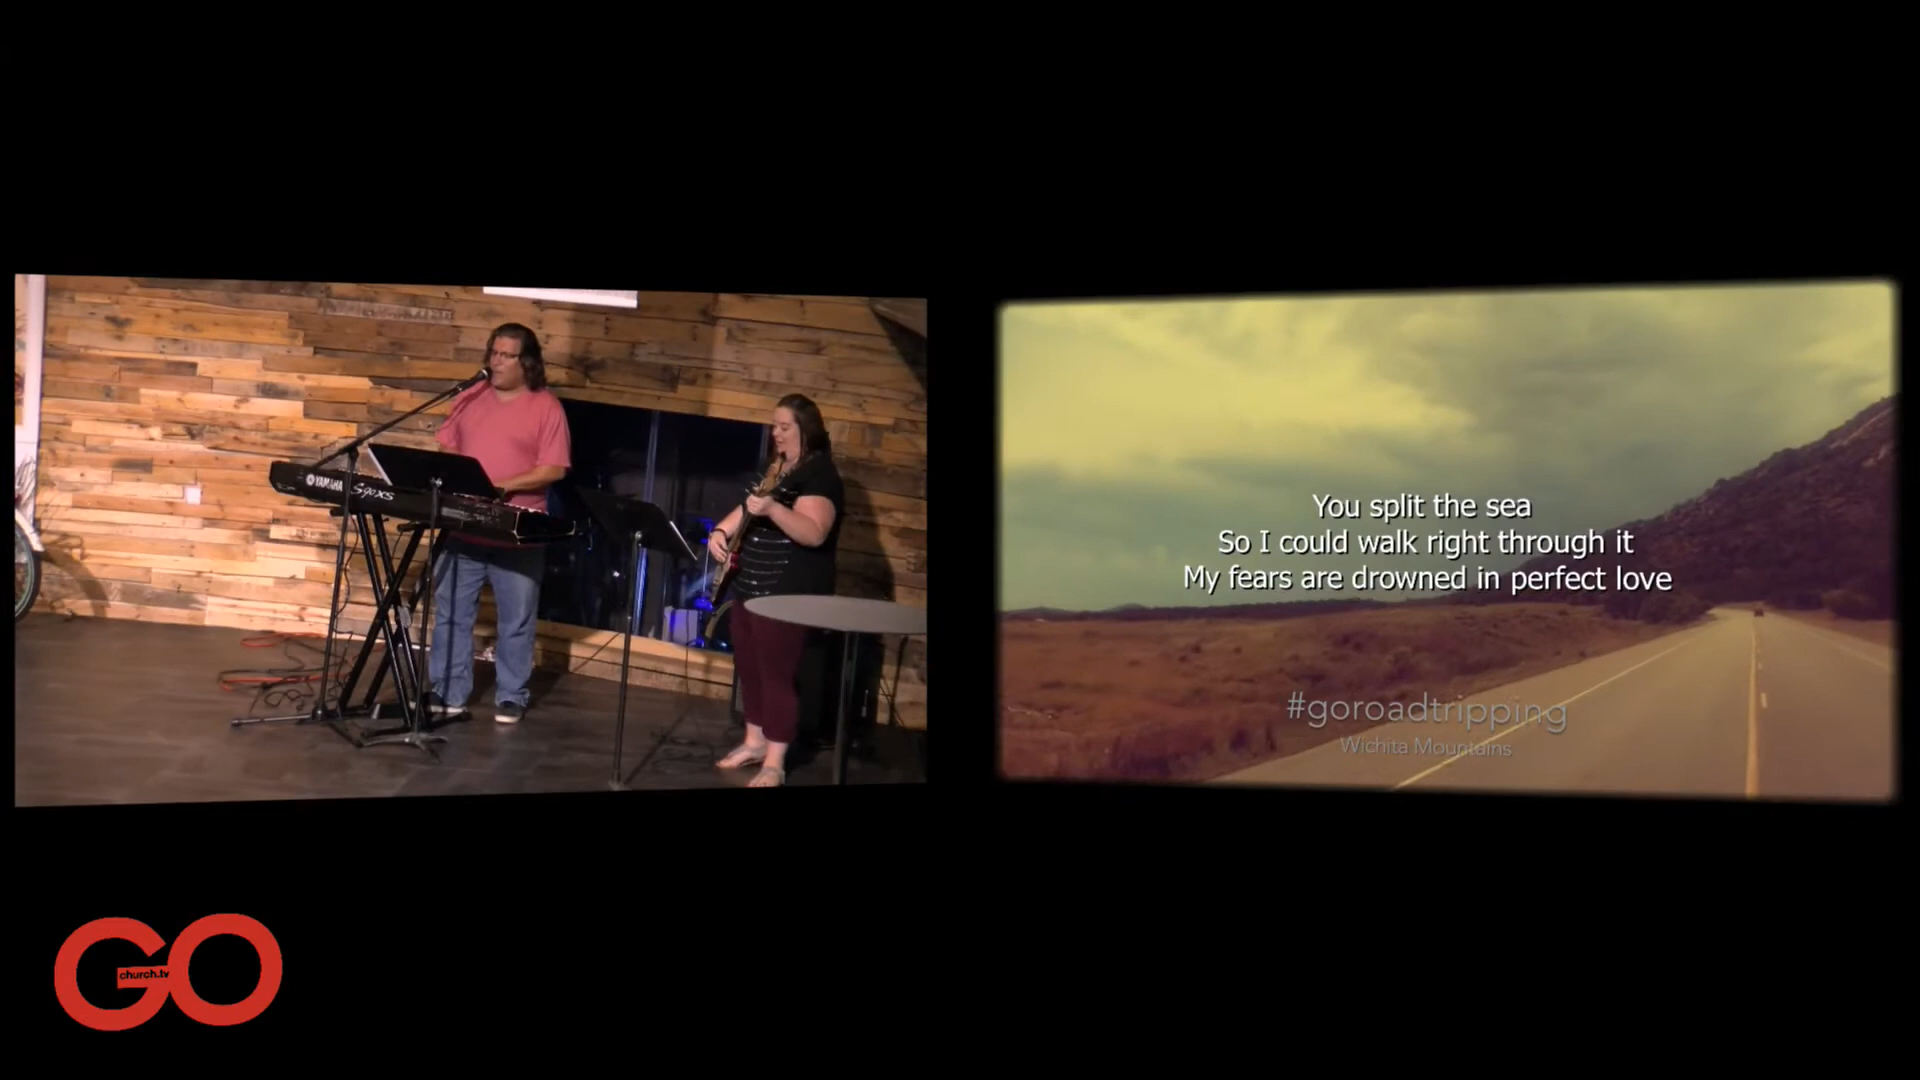 YAMAHA S90XS
You split the sea
So I could walk right through it
My fears are drowned in perfect love
#goroadtripping
Wichita Mountains
GO
church.tv